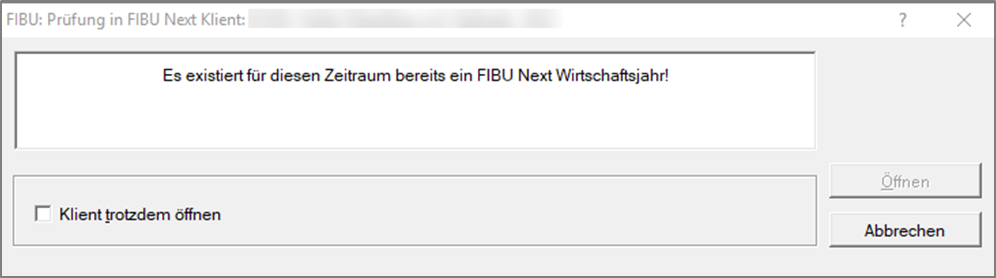 FIBU: Prüfung in FIBU Next Klient:
Es existiert für diesen Zeitraum bereits ein FIBU Next Wirtschaftsjahr!
Öffnen
Klient trotzdem öffnen
Abbrechen